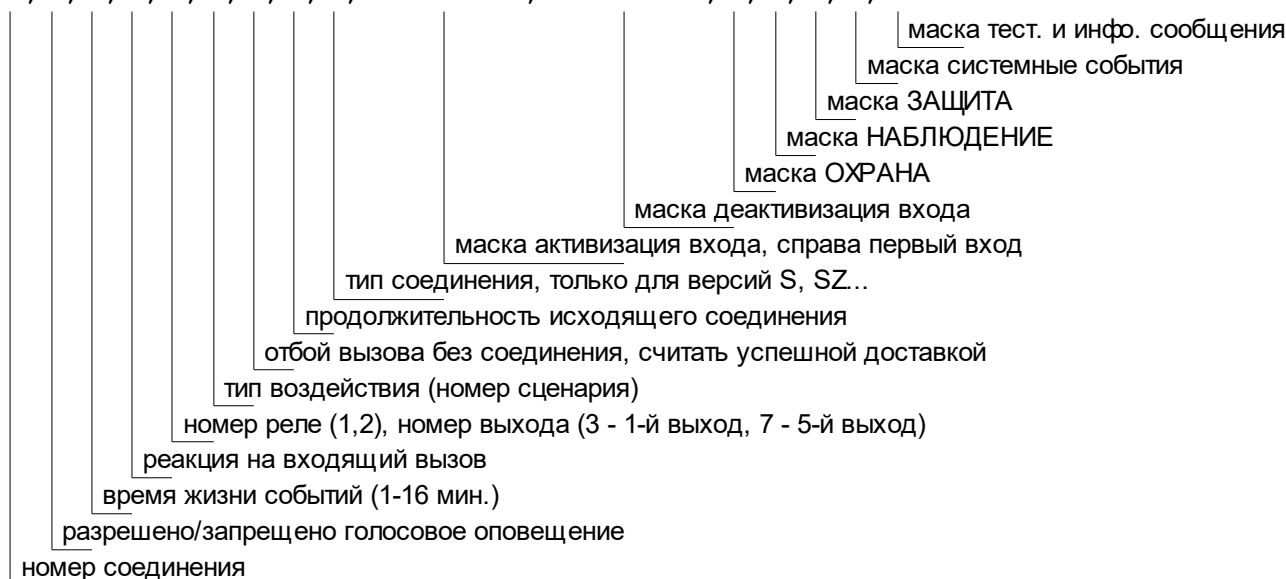 маска тест. и инфо. сообщения
маска системные события
маска ЗАЩИТА
маска НАБЛЮДЕНИЕ
маска ОХРАНА
маска деактивизация входа
маска активизация входа, справа первый вход
тип соединения, только для версий S, SZ...
продолжительность исходящего соединения
отбой вызова без соединения, считать успешной доставкой
тип воздействия (номер сценария)
номер реле (1,2), номер выхода (3 - 1-й выход, 7 - 5-й выход)
реакция на входящий вызов
время жизни событий (1-16 мин.)
разрешено/запрещено голосовое оповещение
номер соединения